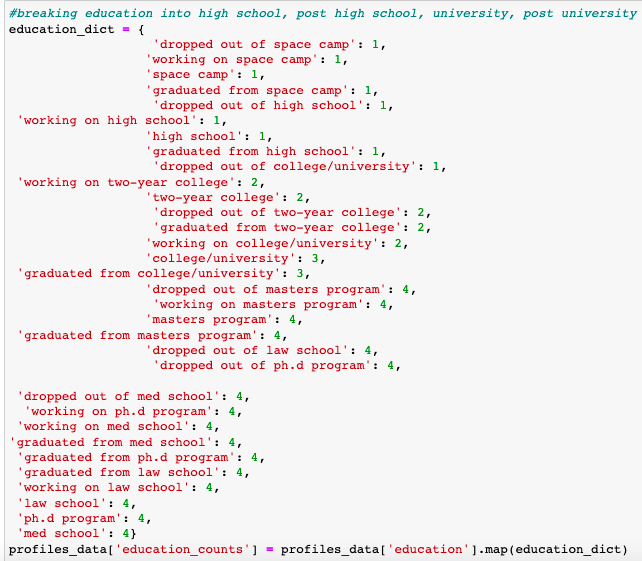 #breaking education into high school, post high school, university, post university
education_dict = {
'dropped out of space camp': 1,
'working on space camp': 1,
'space camp': 1,
'graduated from space camp': 1,
'dropped out of high school': 1,
'working on high school': 1,
'high school': 1,
'graduated from high school': 1,
'dropped out of college/university': 1,
'working on two-year college': 2,
'two-year college': 2,
'dropped out of two-year college': 2,
'graduated from two-year college': 2,
'working on college/university': 2,
'college/university': 3,
'graduated from college/university': 3,
'dropped out of masters program': 4,
'working on masters program': 4,
'masters program': 4,
'graduated from masters program': 4,
'dropped out of law school': 4,
'dropped out of ph.d program': 4,
'dropped out of med school': 4,
'working on ph.d program': 4,
'working on med school': 4,
'graduated from med school': 4,
'graduated from ph.d program': 4,
'graduated from law school': 4,
'working on law school': 4,
'law school': 4,
'ph.d program': 4,
'med school': 4}
profiles_data['education_counts'] = profiles_data['education'].map(education_dict)